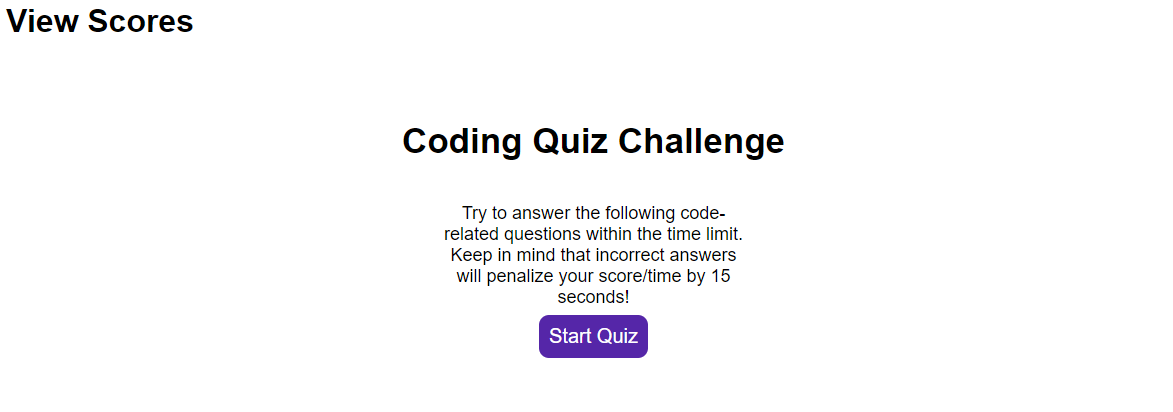 View Scores
Coding Quiz Challenge
Try to answer the following code-
related questions within the time limit.
Keep in mind that incorrect answers
will penalize your score/time by 15
seconds!
Start Quiz